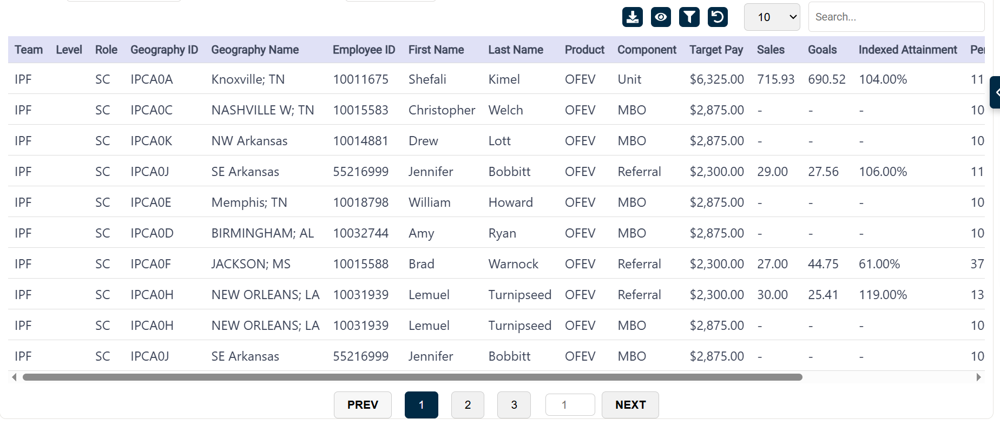 10 Search...
Team Level Role Geography ID Geography Name Employee ID First Name Last Name Product Component Target Pay Sales Goals Indexed Attainment Per
IPF SC IPCA0A Knoxville; TN 10011675 Shefali Kimel OFEV Unit $6,325.00 715.93 690.52 104.00% 11
IPF SC IPCA0C NASHVILLE W; TN 10015583 Christopher Welch OFEV MBO $2,875.00 - - - 10
IPF SC IPCA0K NW Arkansas 10014881 Drew Lott OFEV MBO $2,875.00 - - - 10
IPF SC IPCA0J SE Arkansas 55216999 Jennifer Bobbitt OFEV Referral $2,300.00 29.00 27.56 106.00% 11
IPF SC IPCA0E Memphis; TN 10018798 William Howard OFEV MBO $2,875.00 - - - 10
IPF SC IPCA0D BIRMINGHAM; AL 10032744 Amy Ryan OFEV MBO $2,875.00 - - - 10
IPF SC IPCA0F JACKSON; MS 10015588 Brad Warnock OFEV Referral $2,300.00 27.00 44.75 61.00% 37
IPF SC IPCA0H NEW ORLEANS; LA 10031939 Lemuel Turnipseed OFEV Referral $2,300.00 30.00 25.41 119.00% 13
IPF SC IPCA0H NEW ORLEANS; LA 10031939 Lemuel Turnipseed OFEV MBO $2,875.00 - - - 10
IPF SC IPCA0J SE Arkansas 55216999 Jennifer Bobbitt OFEV MBO $2,875.00 - - - 10
PREV 1 2 3 1 NEXT